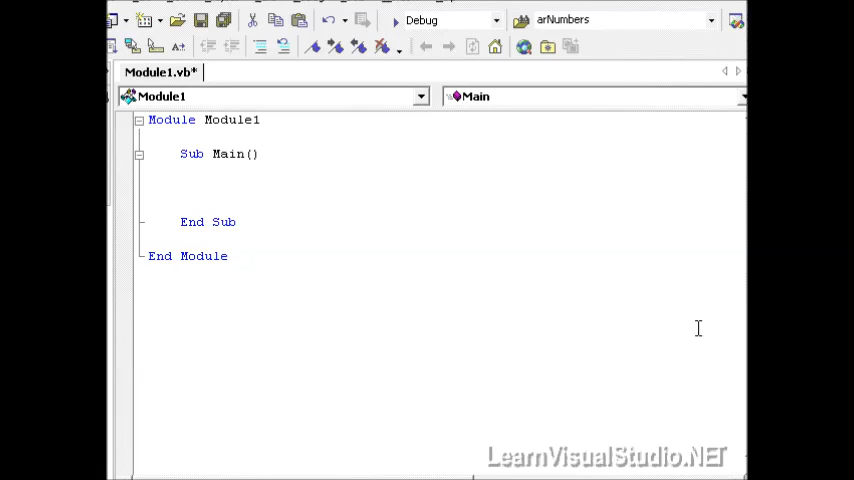 Debug arNumbers
Module1.vb*
Module1 Main
Module Module1
Sub Main()
End Sub
End Module
LearnVisualStudio.NET